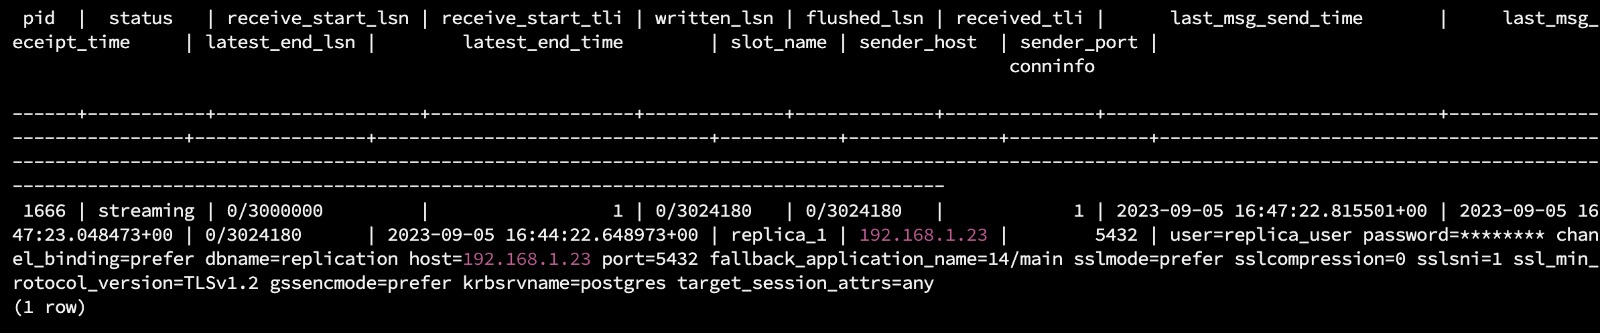 pid | status | receive_start_lsn | receive_start_tli | written_lsn | flushed_lsn | received_tli | last_msg_send_time | last_msg_
eceipt_time | latest_end_lsn | latest_end_time | slot_name | sender_host | sender_port |
conninfo
------+-----------+-------------------+-------------------+-------------+-------------+--------------+-------------------------------+--------------
----------------+----------------+-------------------------------+-----------+--------------+-------------+-----------------------------------------
----------------------------------------------------------------------------------------------------------------------------------------------------
---------------------------------------------------------------------------------------
1666 | streaming | 0/3000000 | 1 | 0/3024180 | 0/3024180 | 1 | 2023-09-05 16:47:22.815501+00 | 2023-09-05 16
47:23.048473+00 | 0/3024180 | 2023-09-05 16:44:22.648973+00 | replica_1 | 192.168.1.23 | 5432 | user=replica_user password=******** chan
el_binding=prefer dbname=replication host=192.168.1.23 port=5432 fallback_application_name=14/main sslmode=prefer sslcompression=0 sslsni=1 ssl_min_
rotocol_version=TLSv1.2 gssencmode=prefer krbsrvname=postgres target_session_attrs=any
(1 row)